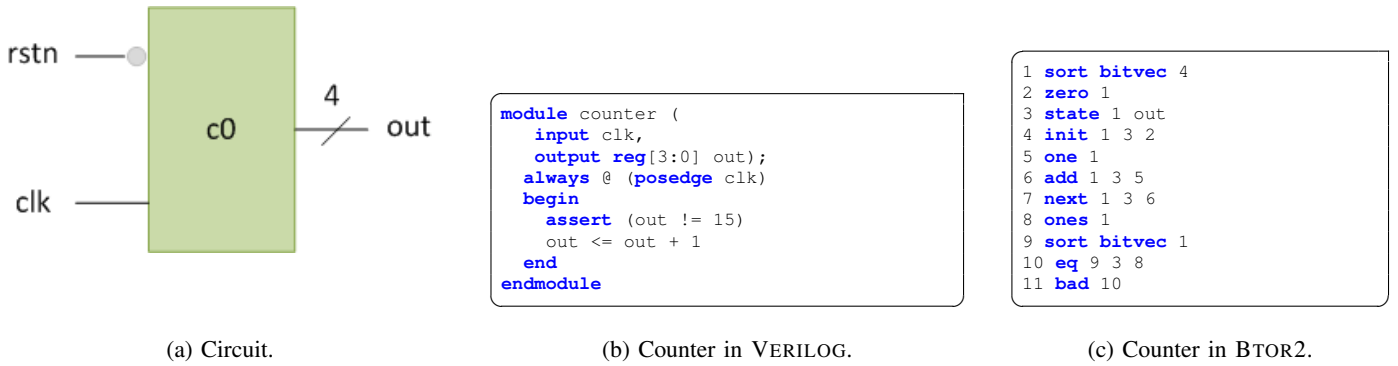 rstn
clk
c0
4
out
(a) Circuit.
module counter (
input clk,
output reg[3:0] out);
always @ (posedge clk)
begin
assert (out != 15)
out <= out + 1
end
endmodule
(b) Counter in VERILOG.
1 sort bitvec 4
2 zero 1
3 state 1 out
4 init 1 3 2
5 one 1
6 add 1 3 5
7 next 1 3 6
8 ones 1
9 sort bitvec 1
10 eq 9 3 8
11 bad 10
(c) Counter in BTOR2.